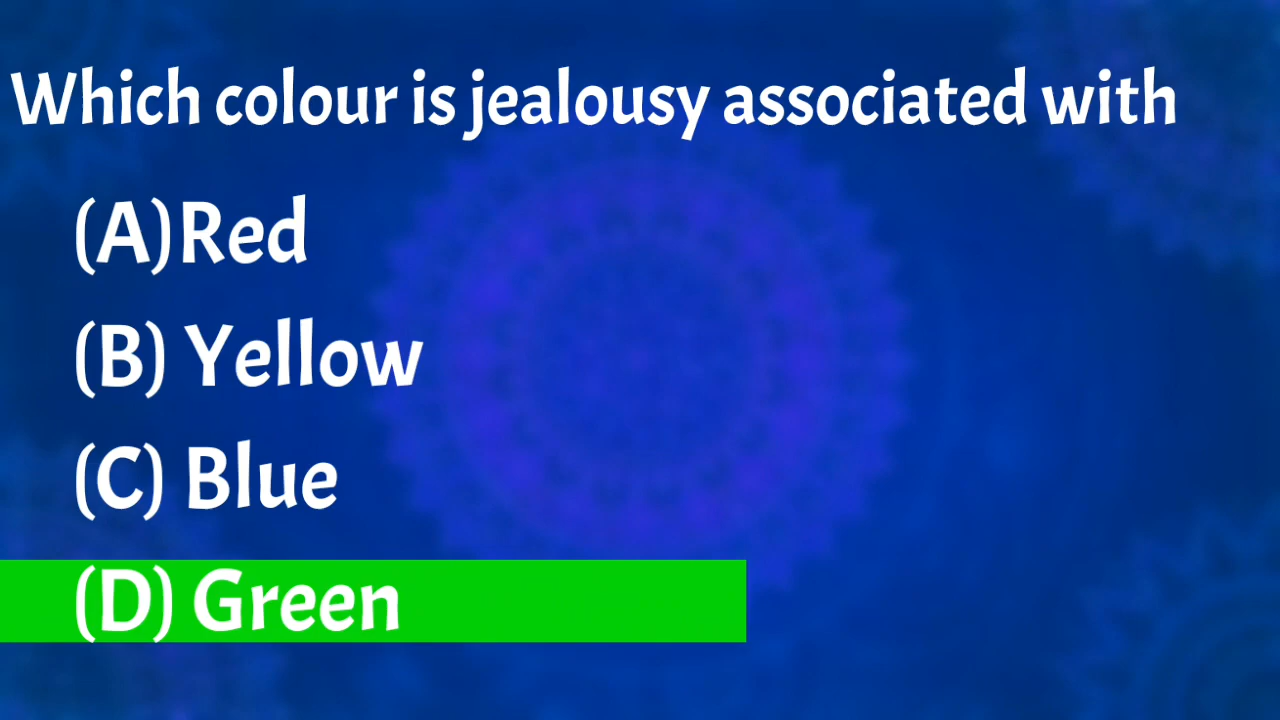 Which colour is jealousy associated with
(A)Red
(B) Yellow
(C) Blue
(D) Green